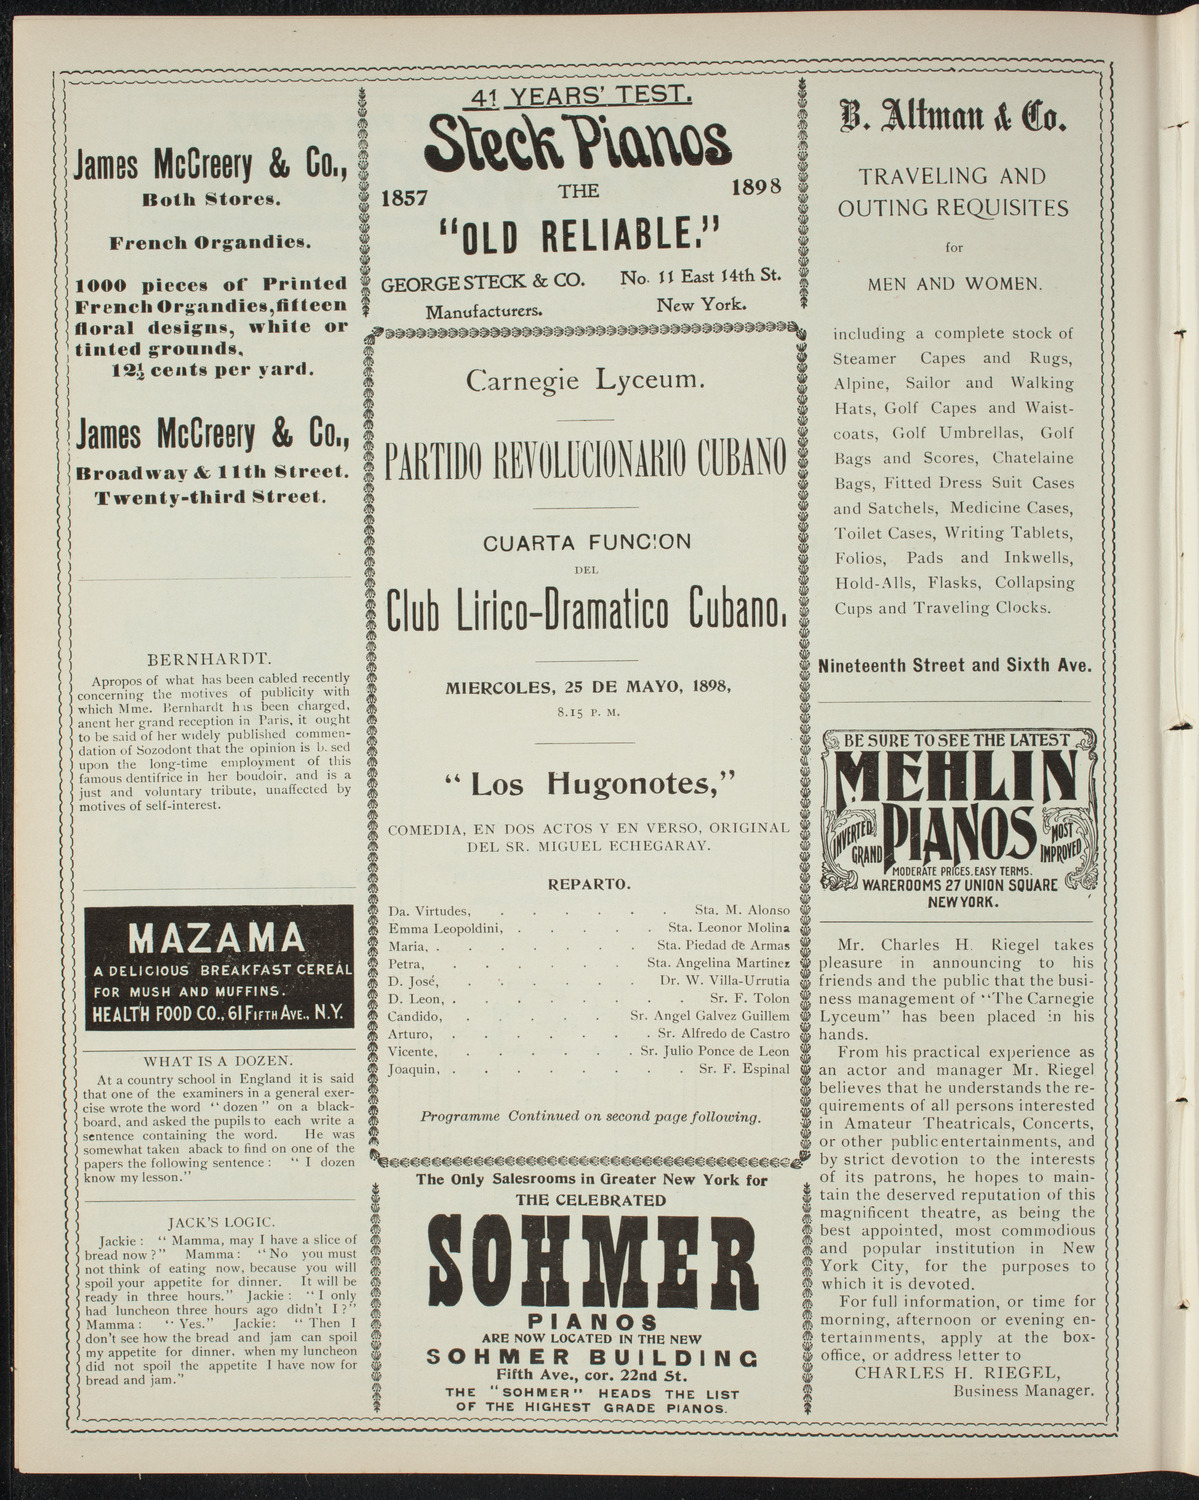 James McCreery & Co.,
Both Stores.
French Organdies.
1000 pieces of Printed
French Organdies, fifteen
floral designs, white or
tinted grounds,
12½ cents per yard.
James McCreery & Co.,
Broadway & 11th Street.
Twenty-third Street.
BERNHARDT.
Apropos of what has been cabled recently
concerning the motives of publicity with
which Mme. Bernhardt has been charged,
anent her grand reception in Paris, it ought
to be said of her widely published commen-
dation of Sozodont that the opinion is b. sed
upon the long-time employment of this
famous dentifrice in her boudoir, and is a
just and voluntary tribute, unaffected by
motives of self-interest.
MAZAMA
A DELICIOUS BREAKFAST CEREAL
FOR MUSH AND MUFFINS.
HEALTH FOOD CO., 61 FIFTH AVE., N.Y.
WHAT IS A DOZEN.
At a country school in England it is said
that one of the examiners in a general exer-
cise wrote the word "dozen" on a black-
board, and asked the pupils to each write a
sentence containing the word. He was
somewhat taken aback to find on one of the
papers the following sentence: "I dozen
know my lesson."
JACK'S LOGIC.
Jackie: "Mamma, may I have a slice of
bread now?" Mamma: "No you must
not think of eating now, because you will
spoil your appetite for dinner. It will be
ready in three hours." Jackie: "I only
had luncheon three hours ago didn't I?"
Mamma: "Yes." Jackie: "Then I
don't see how the bread and jam can spoil
my appetite for dinner, when my luncheon
did not spoil the appetite I have now for
bread and jam."
41 YEARS' TEST.
Steck Pianos
1857 THE 1898
"OLD RELIABLE."
GEORGE STECK & CO. No. 11 East 14th St.
Manufacturers. New York.
Carnegie Lyceum.
PARTIDO REVOLUCIONARIO CUBANO
CUARTA FUNCION
DEL
Club Lirico-Dramatico Cubano.
MIERCOLES, 25 DE MAYO, 1898,
8.15 P. M.
"Los Hugonotes,"
COMEDIA, EN DOS ACTOS Y EN VERSO, ORIGINAL
DEL SR. MIGUEL ECHEGARAY.
REPARTO.
Da. Virtudes, . . . . . . Sta. M. Alonso
Emma Leopoldini, . . . . . Sta. Leonor Molina
Maria, . . . . . . . Sta. Piedad de Armas
Petra, . . . . . . Sta. Angelina Martinez
D. José, . . . . . . Dr. W. Villa-Urrutia
D. Leon, . . . . . . . . Sr. F. Tolon
Candido, . . . . . Sr. Angel Galvez Guillem
Arturo, . . . . . . . Sr. Alfredo de Castro
Vicente, . . . . . . Sr. Julio Ponce de Leon
Joaquin, . . . . . . . . Sr. F. Espinal
Programme Continued on second page following.
The Only Salesrooms in Greater New York for
THE CELEBRATED
SOHMER
PIANOS
ARE NOW LOCATED IN THE NEW
SOHMER BUILDING
Fifth Ave., cor. 22nd St.
THE "SOHMER" HEADS THE LIST
OF THE HIGHEST GRADE PIANOS.
B. Altman & Co.
TRAVELING AND
OUTING REQUISITES
for
MEN AND WOMEN.
including a complete stock of
Steamer Capes and Rugs,
Alpine, Sailor and Walking
Hats, Golf Capes and Waist-
coats, Golf Umbrellas, Golf
Bags and Scores, Chatelaine
Bags, Fitted Dress Suit Cases
and Satchels, Medicine Cases,
Toilet Cases, Writing Tablets,
Folios, Pads and Inkwells,
Hold-Alls, Flasks, Collapsing
Cups and Traveling Clocks.
Nineteenth Street and Sixth Ave.
BE SURE TO SEE THE LATEST
MEHLIN
INVERTED GRAND PIANOS MOST IMPROVED
MODERATE PRICES, EASY TERMS.
WAREROOMS 27 UNION SQUARE
NEW YORK.
Mr. Charles H. Riegel takes
pleasure in announcing to his
friends and the public that the busi-
ness management of "The Carnegie
Lyceum" has been placed in his
hands.
From his practical experience as
an actor and manager Mr. Riegel
believes that he understands the re-
quirements of all persons interested
in Amateur Theatricals, Concerts,
or other public entertainments, and
by strict devotion to the interests
of its patrons, he hopes to main-
tain the deserved reputation of this
magnificent theatre, as being the
best appointed, most commodious
and popular institution in New
York City, for the purposes to
which it is devoted.
For full information, or time for
morning, afternoon or evening en-
tertainments, apply at the box-
office, or address letter to
CHARLES H. RIEGEL,
Business Manager.